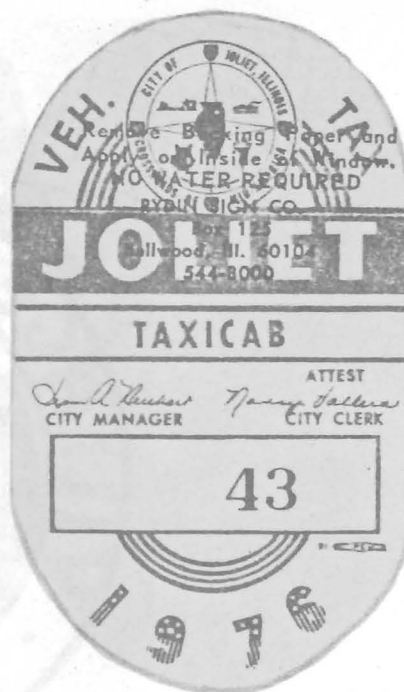 CITY OF JOLIET, ILLINOIS
VEH. TAX
Remove Backing Paper and
Apply on Inside of Window.
NO WATER REQUIRED
RYDIN SIGN CO.
Box 125
Bellwood, Ill. 60104
544-8000
JOLIET
TAXICAB
ATTEST
CITY MANAGER CITY CLERK
43
1976